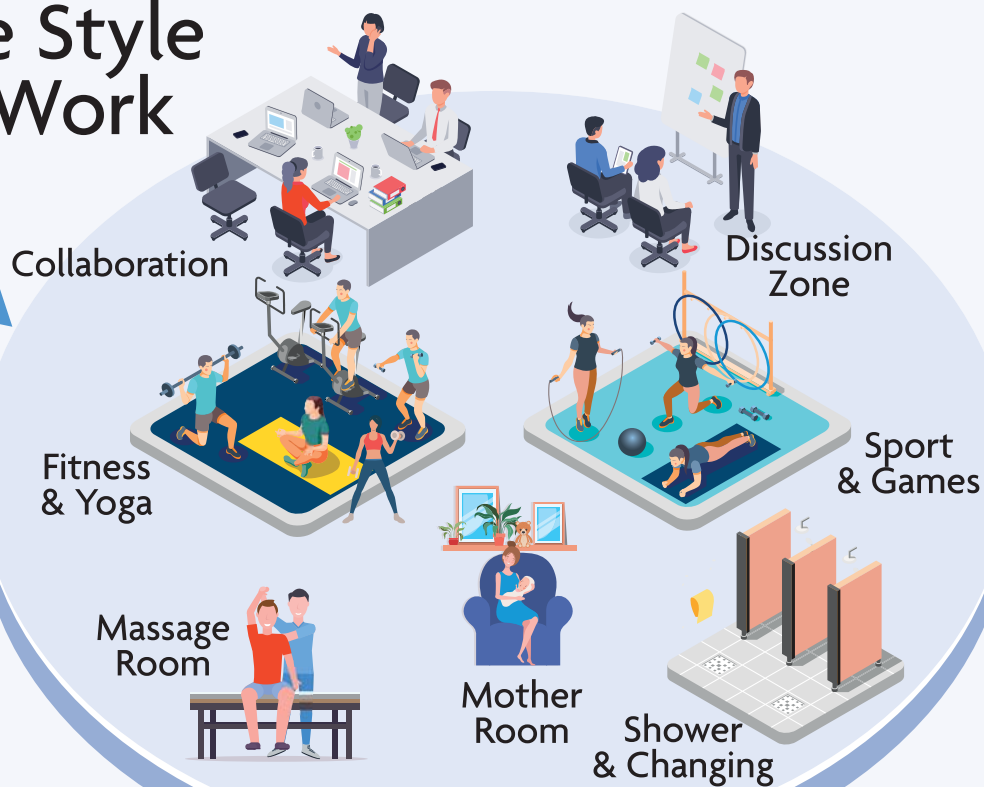 e Style
Work
Collaboration
Discussion
Zone
Fitness
& Yoga
Sport
& Games
Massage
Room
Mother
Room
Shower
& Changing